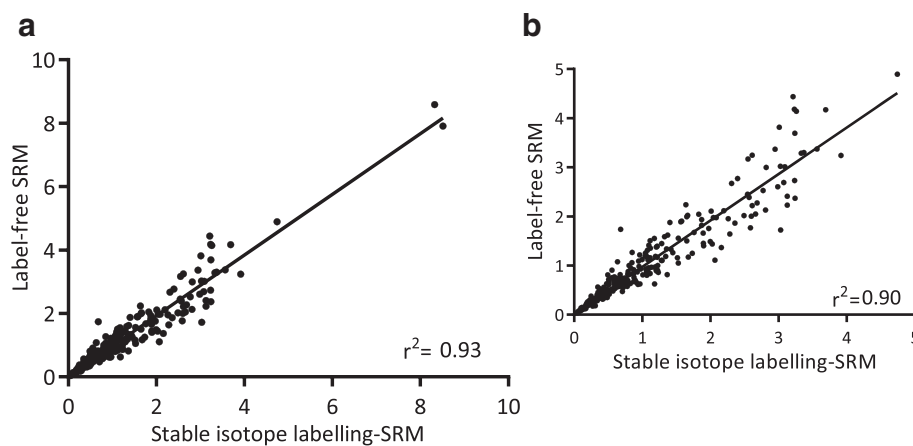 a
10
8
6
4
2
0
Label-free SRM
r²= 0.93
0 2 4 6 8 10
Stable isotope labelling-SRM
b
5
4
3
2
1
0
Label-free SRM
r²=0.90
0 1 2 3 4 5
Stable isotope labelling-SRM